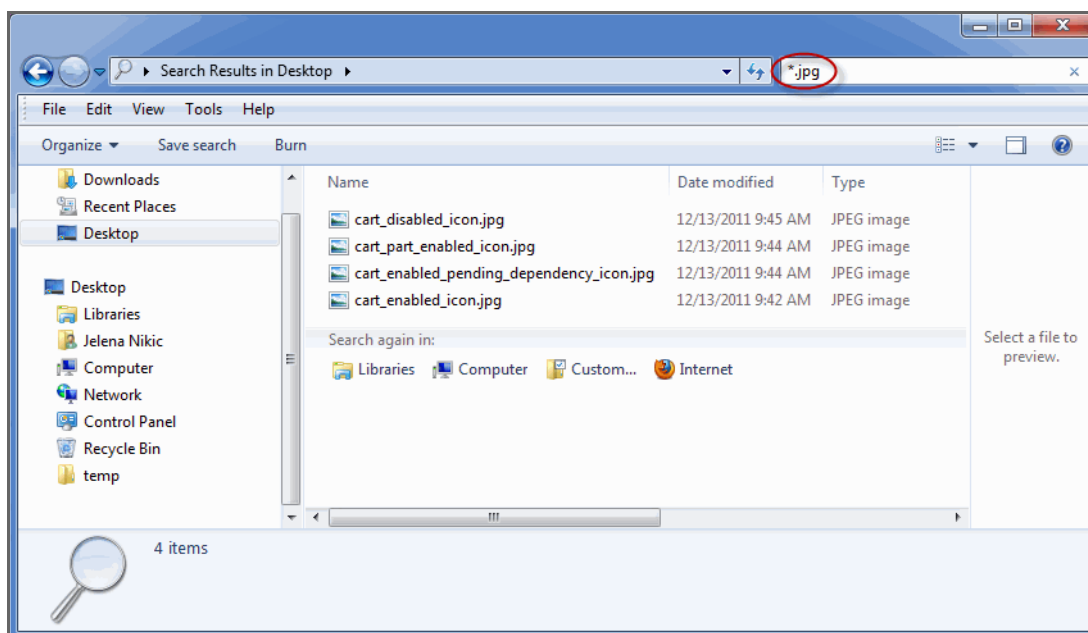 Search Results in Desktop
*.jpg
File Edit View Tools Help
Organize Save search Burn
Downloads
Recent Places
Desktop
Desktop
Libraries
Jelena Nikic
Computer
Network
Control Panel
Recycle Bin
temp
Name Date modified Type
cart_disabled_icon.jpg 12/13/2011 9:45 AM JPEG image
cart_part_enabled_icon.jpg 12/13/2011 9:44 AM JPEG image
cart_enabled_pending_dependency_icon.jpg 12/13/2011 9:44 AM JPEG image
cart_enabled_icon.jpg 12/13/2011 9:42 AM JPEG image
Search again in:
Libraries Computer Custom... Internet
Select a file to
preview.
4 items